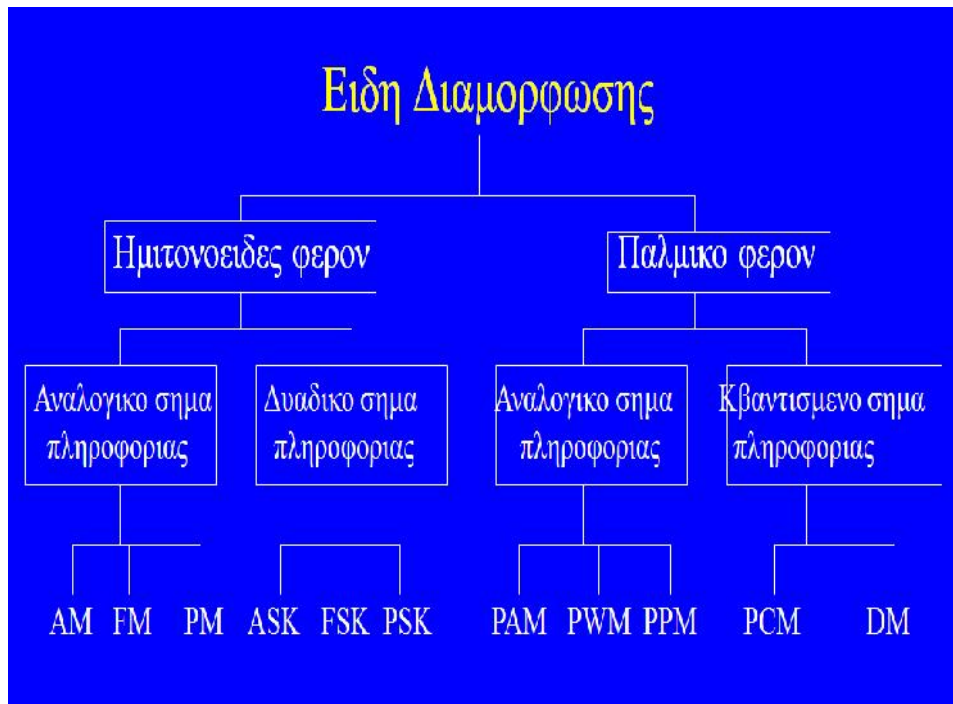 Ειδη Διαμορφωσης
Ημιτονοειδες φερον
Παλμικο φερον
Αναλογικο σημα
πληροφοριας
Δυαδικο σημα
πληροφοριας
Αναλογικο σημα
πληροφοριας
Κβαντισμενο σημα
πληροφοριας
AM FM PM ASK FSK PSK PAM PWM PPM PCM DM